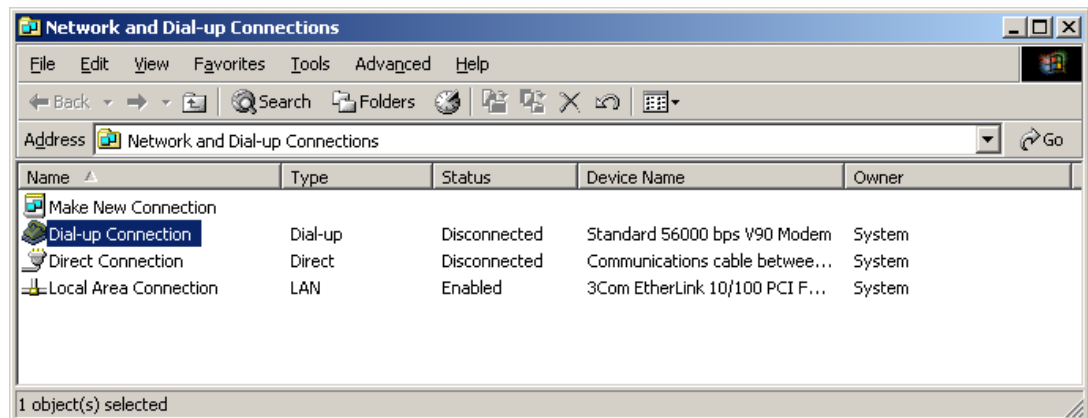 Network and Dial-up Connections
File Edit View Favorites Tools Advanced Help
Back Search Folders
Address Network and Dial-up Connections Go
Name Type Status Device Name Owner
Make New Connection
Dial-up Connection Dial-up Disconnected Standard 56000 bps V90 Modem System
Direct Connection Direct Disconnected Communications cable betwee... System
Local Area Connection LAN Enabled 3Com EtherLink 10/100 PCI F... System
1 object(s) selected